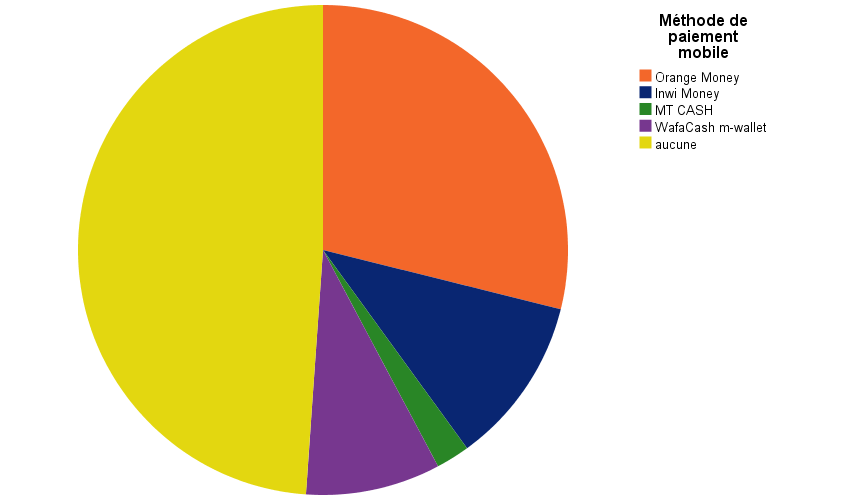 Méthode de
paiement
mobile
Orange Money
Inwi Money
MT CASH
WafaCash m-wallet
aucune